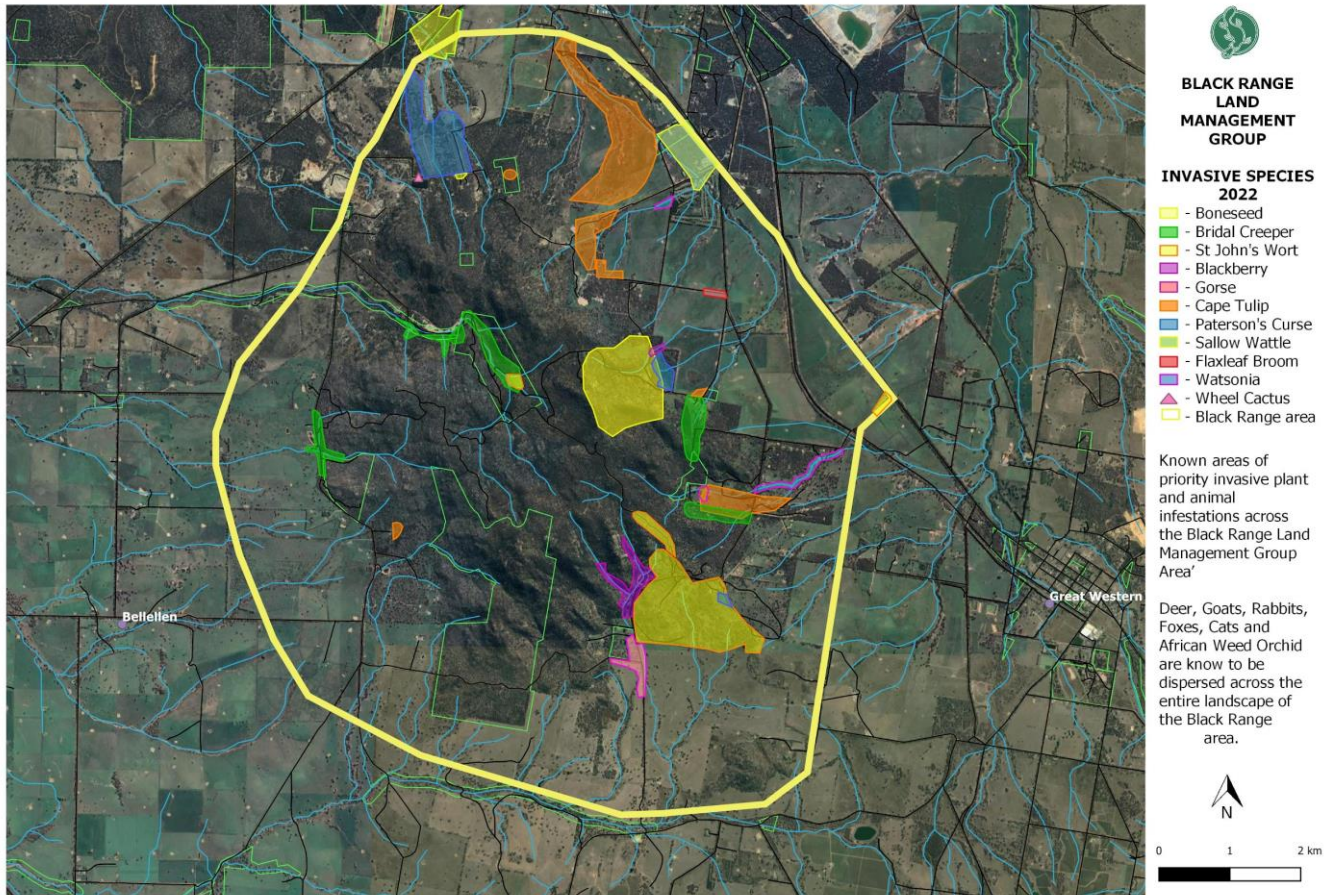 BLACK RANGE
LAND
MANAGEMENT
GROUP
INVASIVE SPECIES
2022
- Boneseed
- Bridal Creeper
- St John's Wort
- Blackberry
- Gorse
- Cape Tulip
- Paterson's Curse
- Sallow Wattle
- Flaxleaf Broom
- Watsonia
- Wheel Cactus
- Black Range area
Known areas of
priority invasive plant
and animal
infestations across
the Black Range Land
Management Group
Area'
Deer, Goats, Rabbits,
Foxes, Cats and
African Weed Orchid
are know to be
dispersed across the
entire landscape of
the Black Range
area.
N
0 1 2 km
Bellellen
Great Western